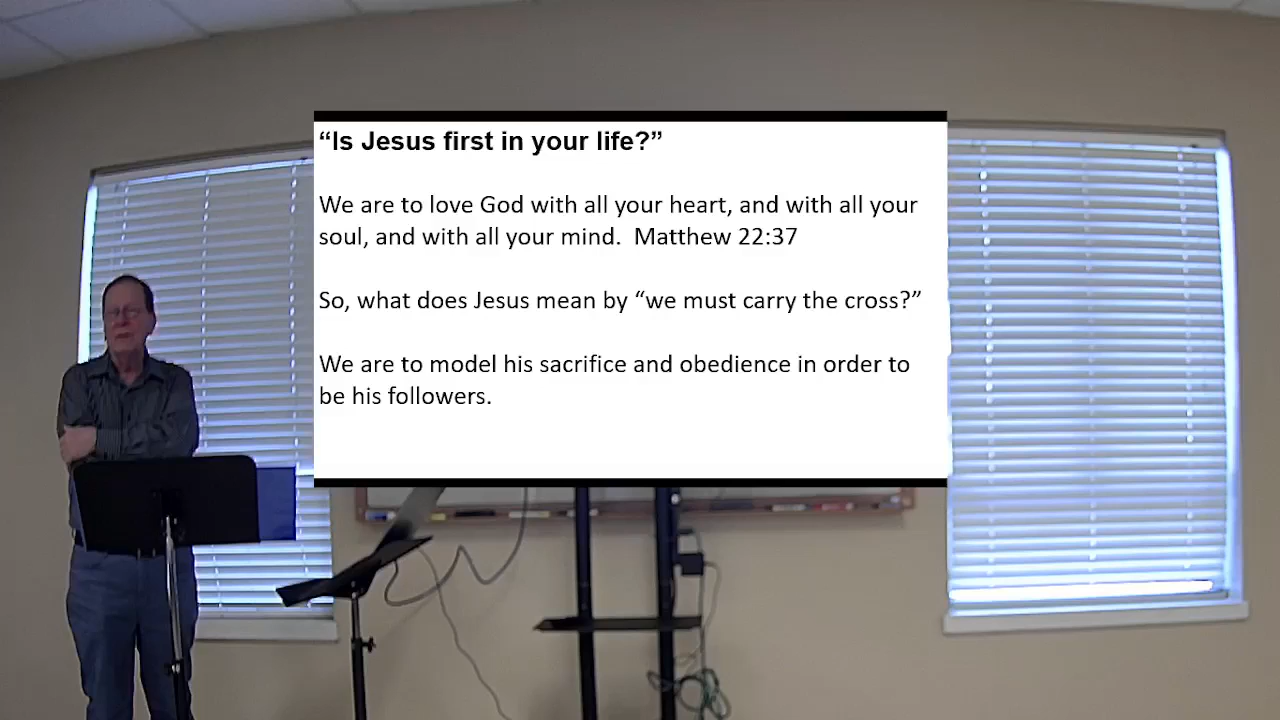 “Is Jesus first in your life?”
We are to love God with all your heart, and with all your
soul, and with all your mind.  Matthew 22:37
So, what does Jesus mean by “we must carry the cross?”
We are to model his sacrifice and obedience in order to
be his followers.